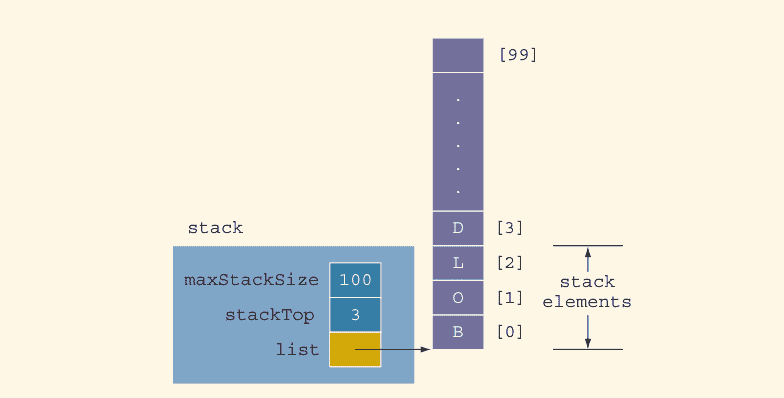 [99]
.
.
.
.
.
D [3]
stack
L [2]
maxStackSize 100
stack
elements
O [1]
stackTop 3
B [0]
list